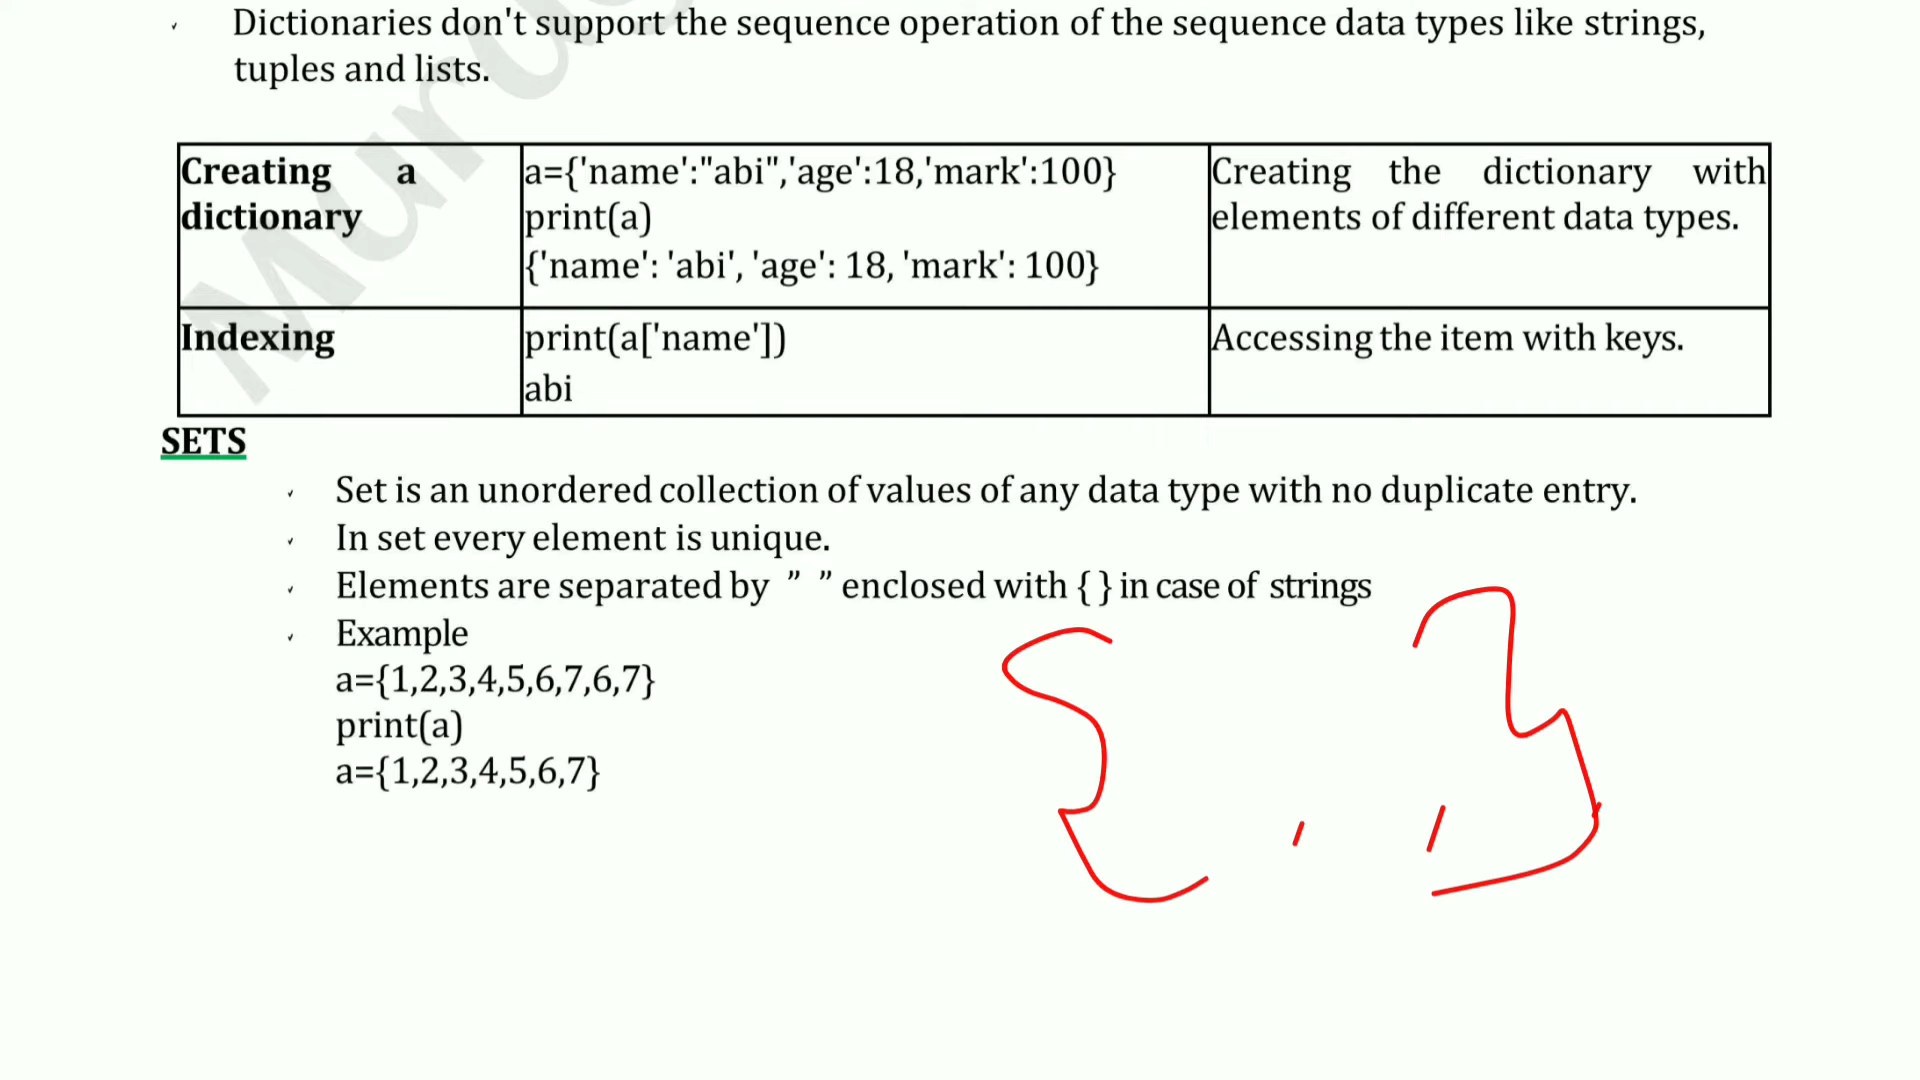 Dictionaries don't support the sequence operation of the sequence data types like strings,
tuples and lists.
Creating a
dictionary
a={'name':"abi",'age':18,'mark':100}
print(a)
{'name': 'abi', 'age': 18, 'mark': 100}
Creating the dictionary with
elements of different data types.
Indexing
print(a['name'])
abi
Accessing the item with keys.
SETS
Set is an unordered collection of values of any data type with no duplicate entry.
In set every element is unique.
Elements are separated by ” ” enclosed with { } in case of strings
Example
a={1,2,3,4,5,6,7,6,7}
print(a)
a={1,2,3,4,5,6,7}
{ , , }